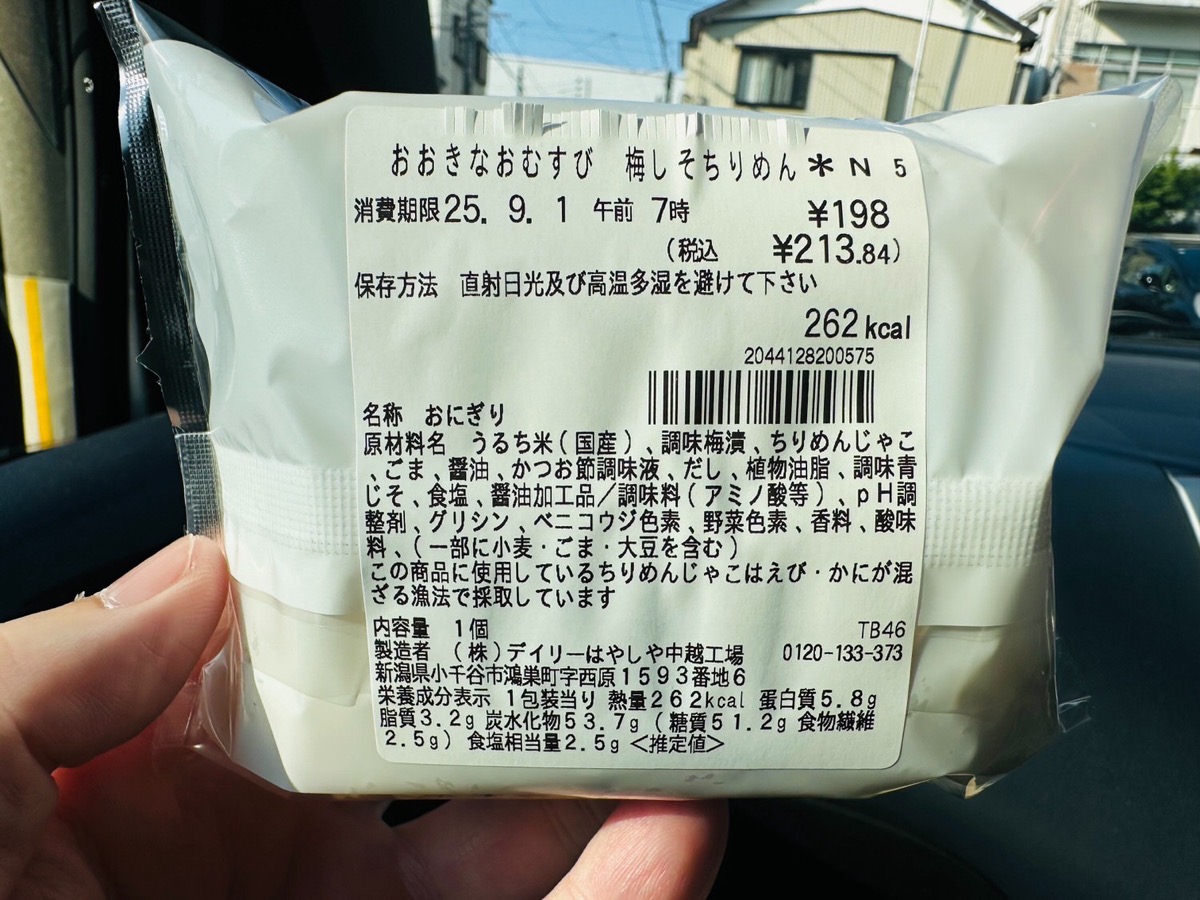 おおきなおむすび 梅しそちりめん＊N 5
消費期限25. 9. 1 午前 7時 ¥198
（税込 ¥213.84）
保存方法 直射日光及び高温多湿を避けて下さい
262kcal
2044128200575
名称 おにぎり
原材料名 うるち米（国産）、調味梅漬、ちりめんじゃこ
、ごま、醤油、かつお節調味液、だし、植物油脂、調味青
じそ、食塩、醤油加工品／調味料（アミノ酸等）、pH調
整剤、グリシン、ベニコウジ色素、野菜色素、香料、酸味
料、（一部に小麦・ごま・大豆を含む）
この商品に使用しているちりめんじゃこはえび・かにが混
ざる漁法で採取しています
内容量 1個 TB46
製造者 （株）デイリーはやしや中越工場 0120-133-373
新潟県小千谷市鴻巣町字西原1593番地6
栄養成分表示 1包装当り 熱量262kcal 蛋白質5.8g
脂質3.2g 炭水化物53.7g（糖質51.2g 食物繊維
2.5g） 食塩相当量2.5g＜推定値＞